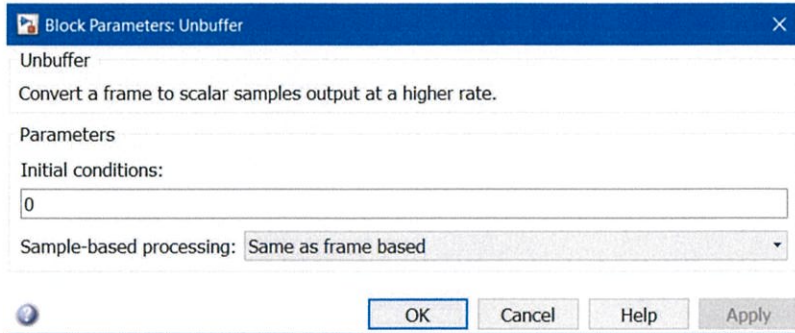 Block Parameters: Unbuffer
Unbuffer
Convert a frame to scalar samples output at a higher rate.
Parameters
Initial conditions:
0
Sample-based processing: Same as frame based
OK Cancel Help Apply